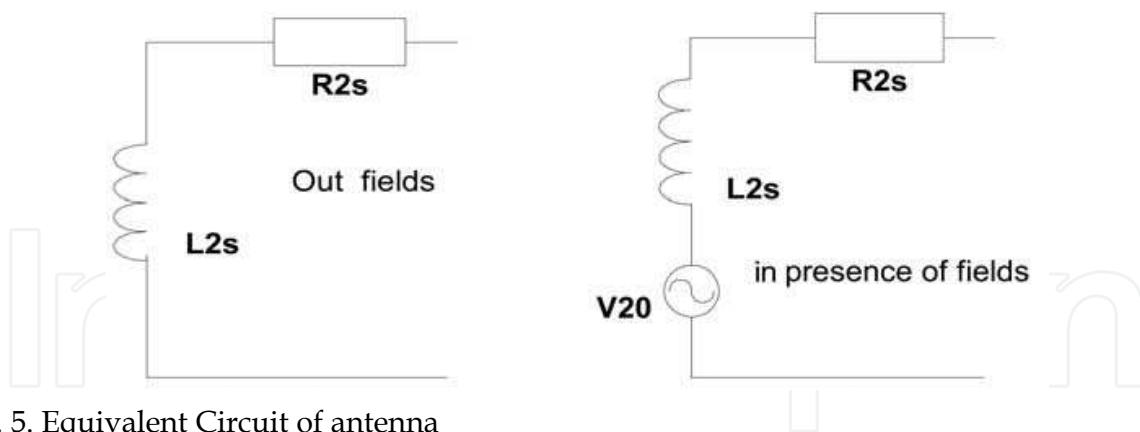 R2s
Out fields
L2s
R2s
L2s
in presence of fields
V20
. 5. Equivalent Circuit of antenna